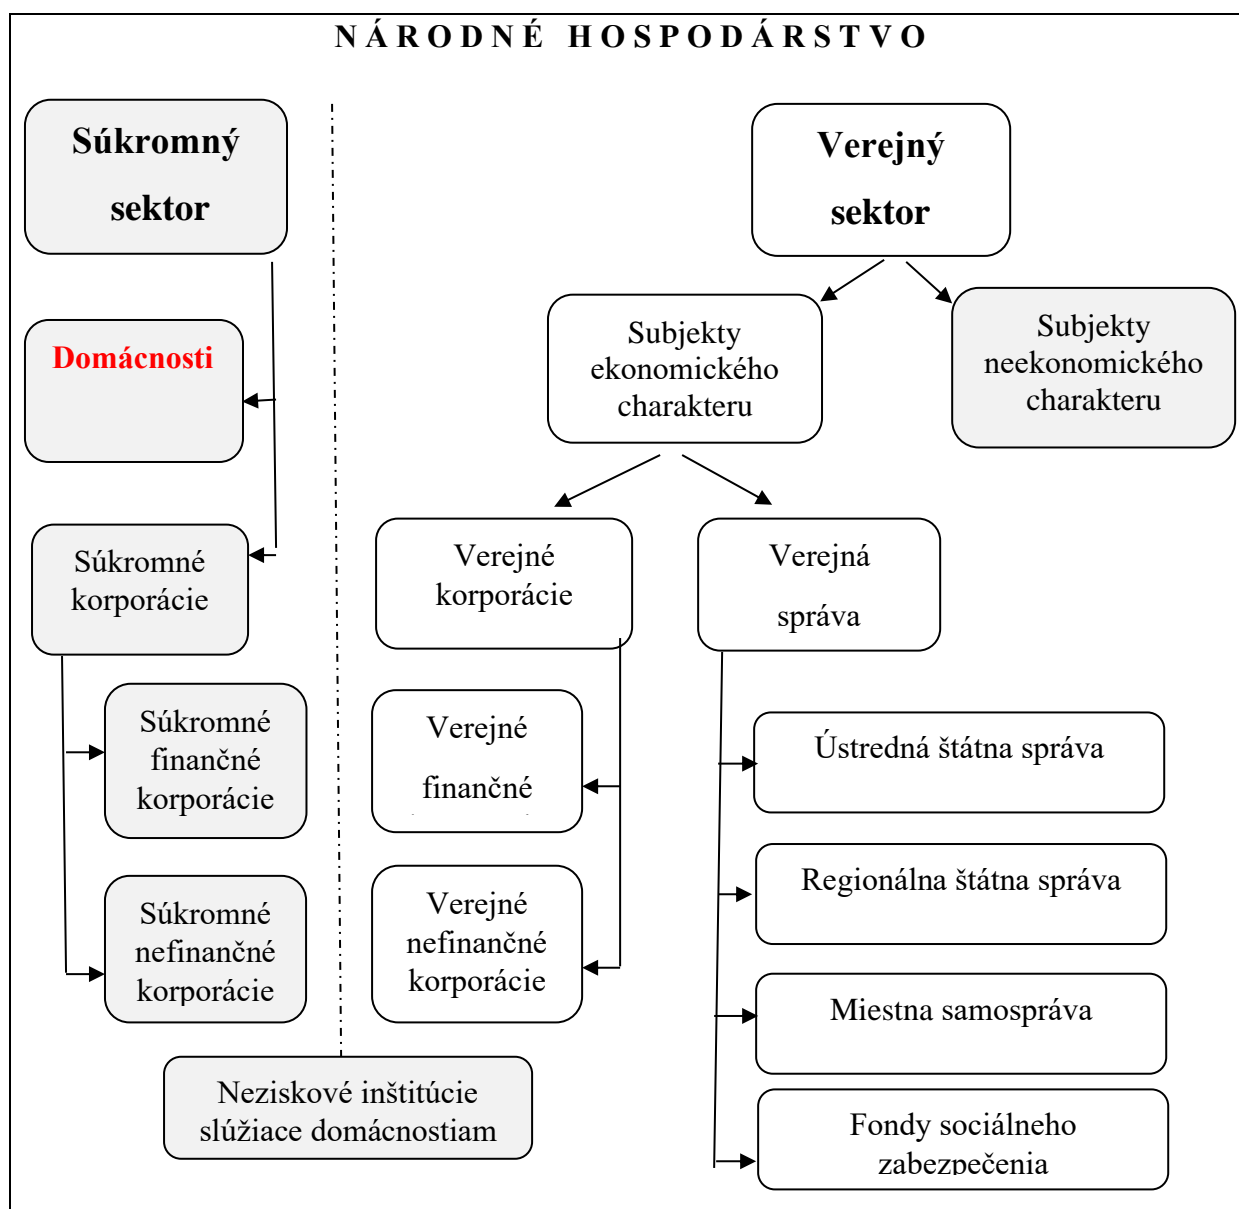 NÁRODNÉ HOSPODÁRSTVO
Súkromný
sektor
Verejný
sektor
Domácnosti
Subjekty
ekonomického
charakteru
Subjekty
neekonomického
charakteru
Súkromné
korporácie
Verejné
korporácie
Verejná
správa
Súkromné
finančné
korporácie
Verejné
finančné
Ústredná štátna správa
Regionálna štátna správa
Súkromné
nefinančné
korporácie
Verejné
nefinančné
korporácie
Miestna samospráva
Neziskové inštitúcie
slúžiace domácnostiam
Fondy sociálneho
zabezpečenia